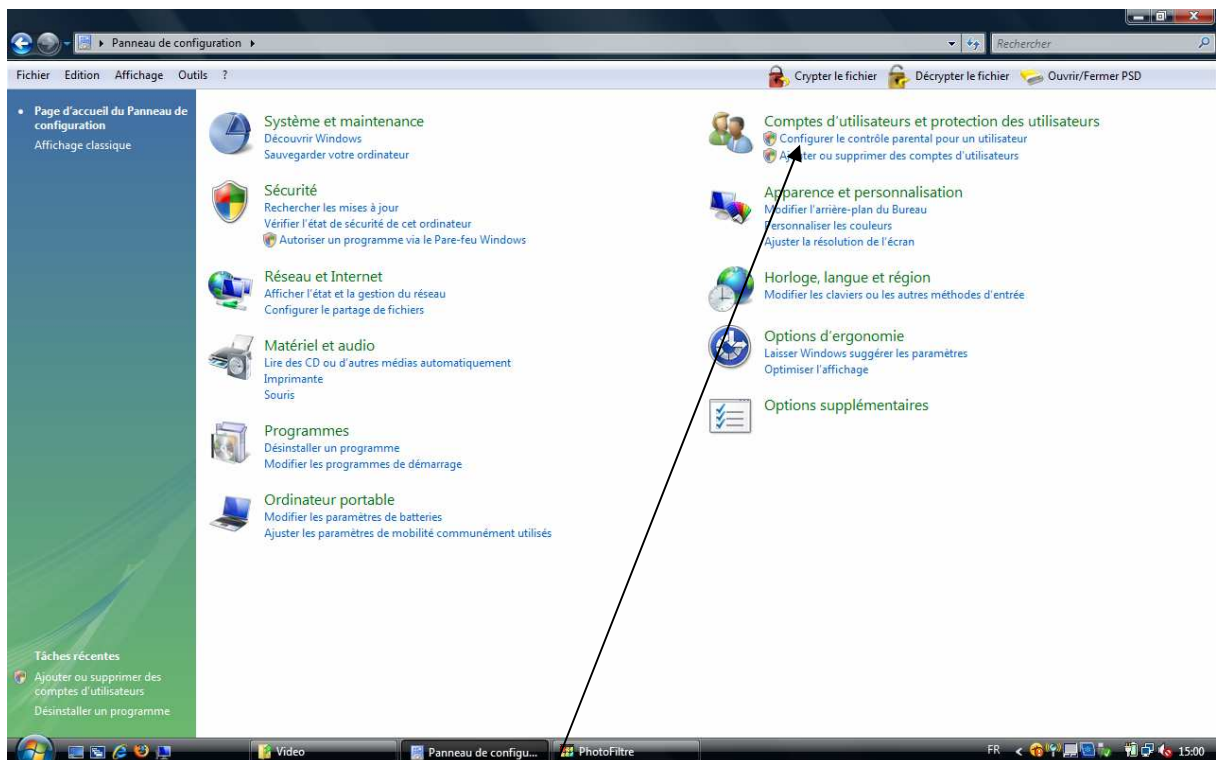 Panneau de configuration
Rechercher
Fichier Edition Affichage Outils ?
Crypter le fichier Décrypter le fichier Ouvrir/Fermer PSD
Page d'accueil du Panneau de
configuration
Affichage classique
Système et maintenance
Découvrir Windows
Sauvegarder votre ordinateur
Sécurité
Rechercher les mises à jour
Vérifier l'état de sécurité de cet ordinateur
Autoriser un programme via le Pare-feu Windows
Réseau et Internet
Afficher l'état et la gestion du réseau
Configurer le partage de fichiers
Matériel et audio
Lire des CD ou d'autres médias automatiquement
Imprimante
Souris
Programmes
Désinstaller un programme
Modifier les programmes de démarrage
Ordinateur portable
Modifier les paramètres de batteries
Ajuster les paramètres de mobilité communément utilisés
Comptes d'utilisateurs et protection des utilisateurs
Configurer le contrôle parental pour un utilisateur
Ajouter ou supprimer des comptes d'utilisateurs
Apparence et personnalisation
Modifier l'arrière-plan du Bureau
Personnaliser les couleurs
Ajuster la résolution de l'écran
Horloge, langue et région
Modifier les claviers ou les autres méthodes d'entrée
Options d'ergonomie
Laisser Windows suggérer les paramètres
Optimiser l'affichage
Options supplémentaires
Tâches récentes
Ajouter ou supprimer des
comptes d'utilisateurs
Désinstaller un programme
Video
Panneau de configu...
PhotoFiltre
FR
15:00